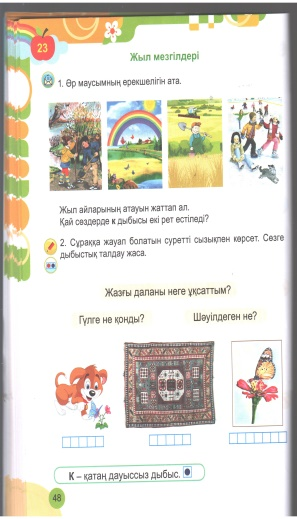 23
Жыл мезгілдері
1. Әр маусымның ерекшелігін ата.
Жыл айларының атауын жаттап ал.
Қай сөздерде к дыбысы екі рет естіледі?
2. Сұраққа жауап болатын суретті сызықпен көрсет. Сөзге
дыбыстық талдау жаса.
Жазғы даланы неге ұқсаттым?
Гүлге не қонды?
Шәуілдеген не?
К – қатаң дауыссыз дыбыс.
48